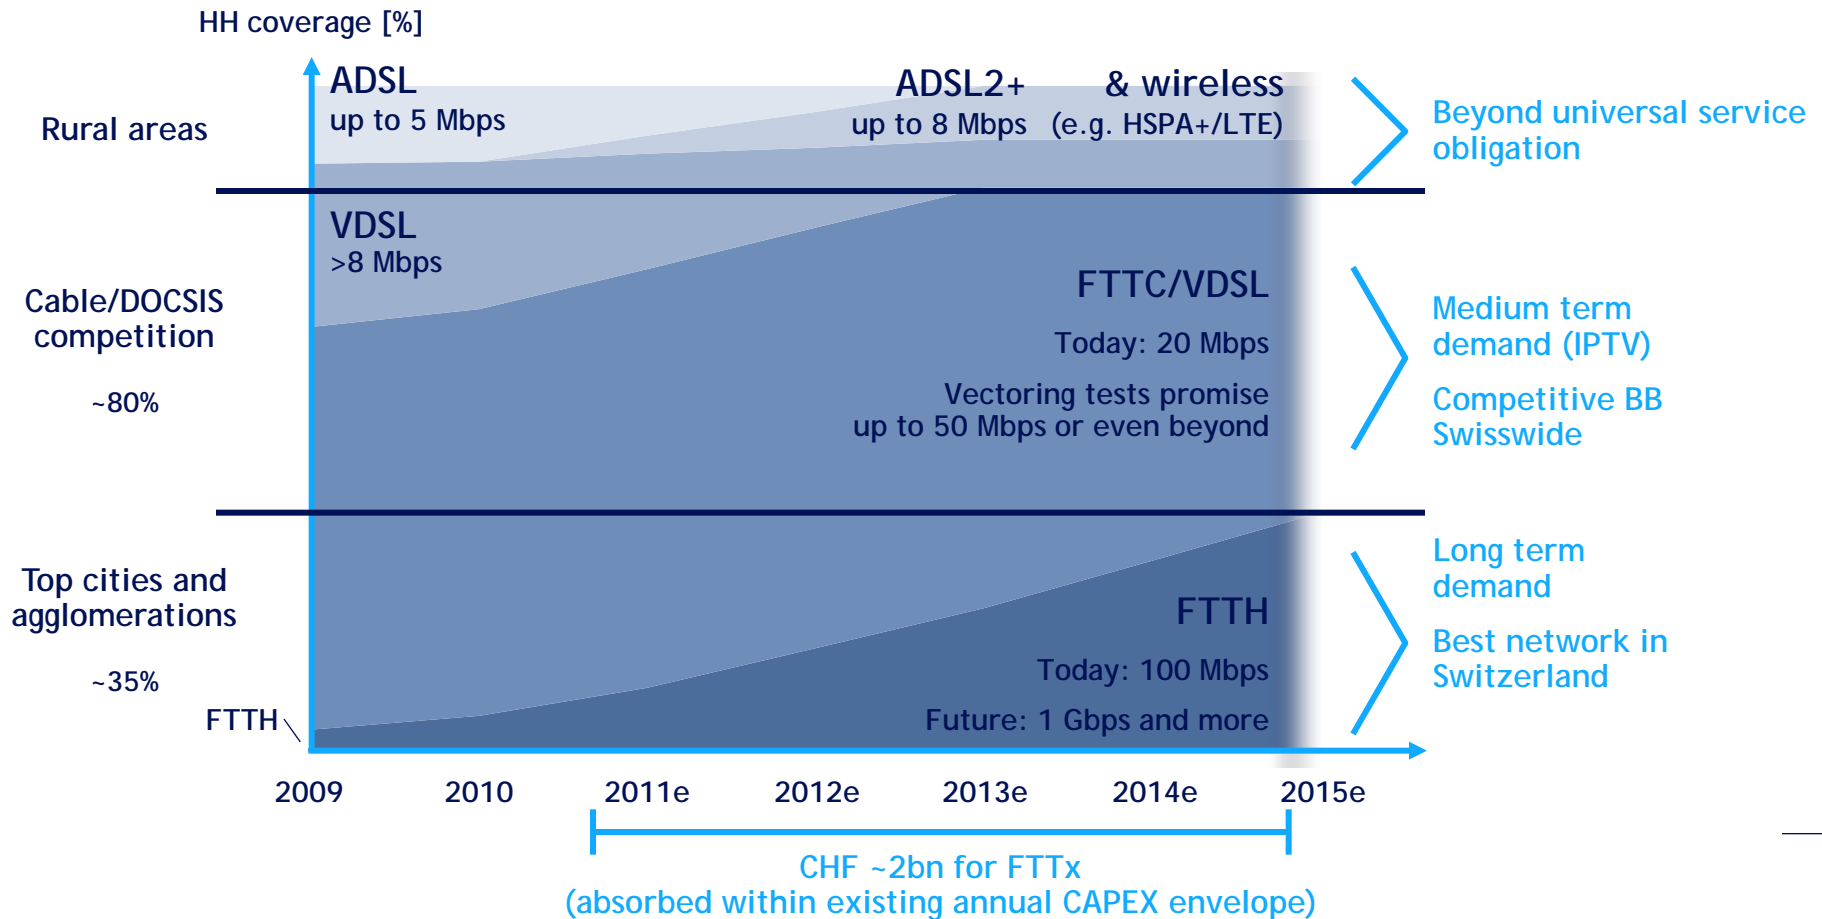 HH coverage [%]
Rural areas
ADSL
up to 5 Mbps
ADSL2+ & wireless
up to 8 Mbps (e.g. HSPA+/LTE)
Beyond universal service
obligation
VDSL
>8 Mbps
Cable/DOCSIS
competition
~80%
FTTC/VDSL
Today: 20 Mbps
Vectoring tests promise
up to 50 Mbps or even beyond
Medium term
demand (IPTV)
Competitive BB
Swisswide
Top cities and
agglomerations
~35%
FTTH
FTTH
Today: 100 Mbps
Future: 1 Gbps and more
Long term
demand
Best network in
Switzerland
2009 2010 2011e 2012e 2013e 2014e 2015e
CHF ~2bn for FTTx
(absorbed within existing annual CAPEX envelope)